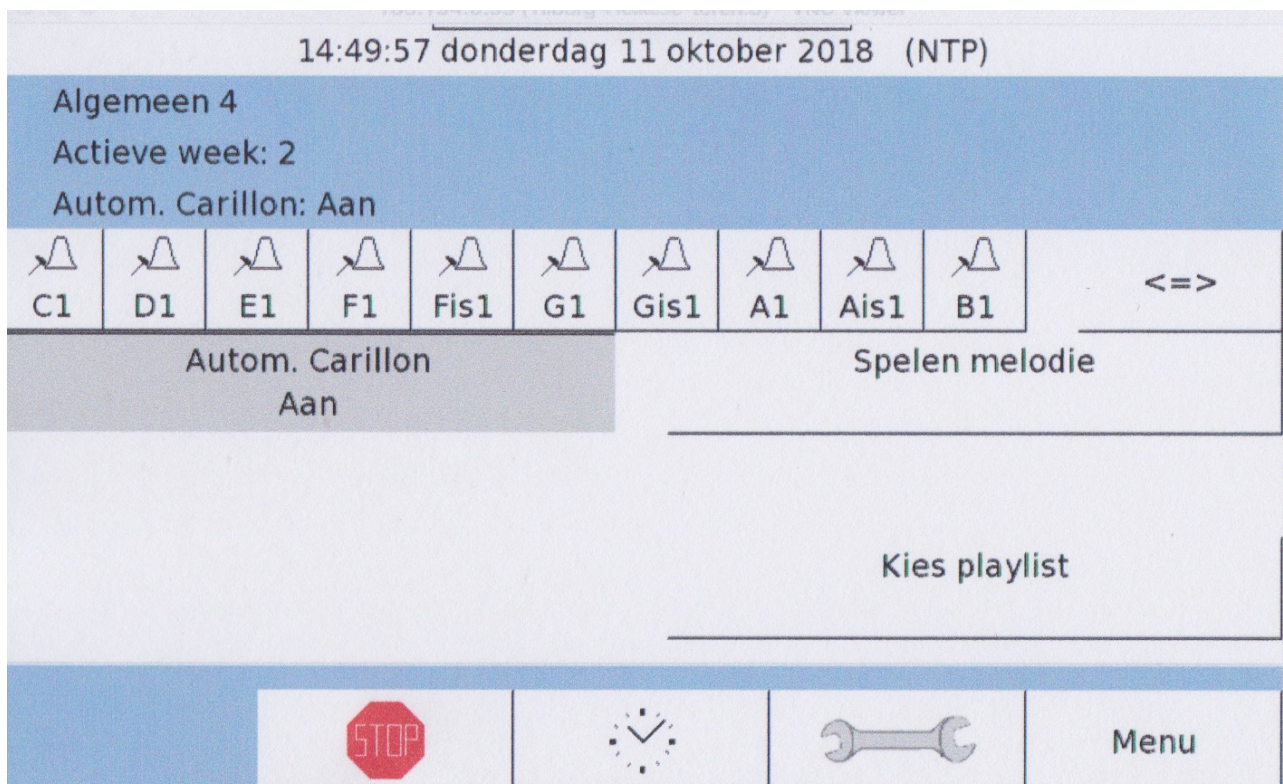 14:49:57 donderdag 11 oktober 2018 (NTP)
Algemeen 4
Actieve week: 2
Autom. Carillon: Aan
C1 D1 E1 F1 Fis1 G1 Gis1 A1 Ais1 B1 <=>
Autom. Carillon
Aan
Spelen melodie
Kies playlist
STOP
Menu